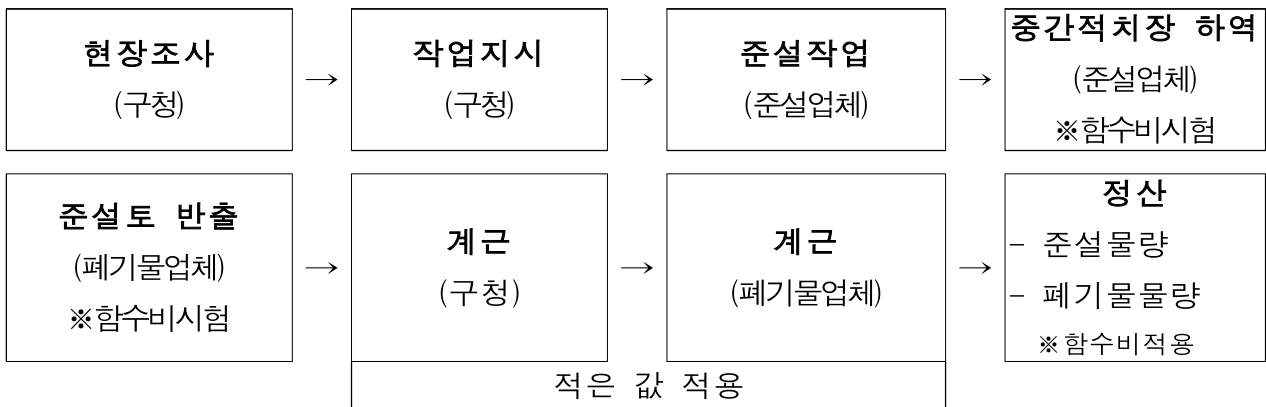 현장조사
(구청)
→
작업지시
(구청)
→
준설작업
(준설업체)
→
중간적치장 하역
(준설업체)
※함수비시험
준설토 반출
(폐기물업체)
※함수비시험
→
계근
(구청)
→
계근
(폐기물업체)
→
정산
- 준설물량
- 폐기물물량
※함수비적용
적은 값 적용